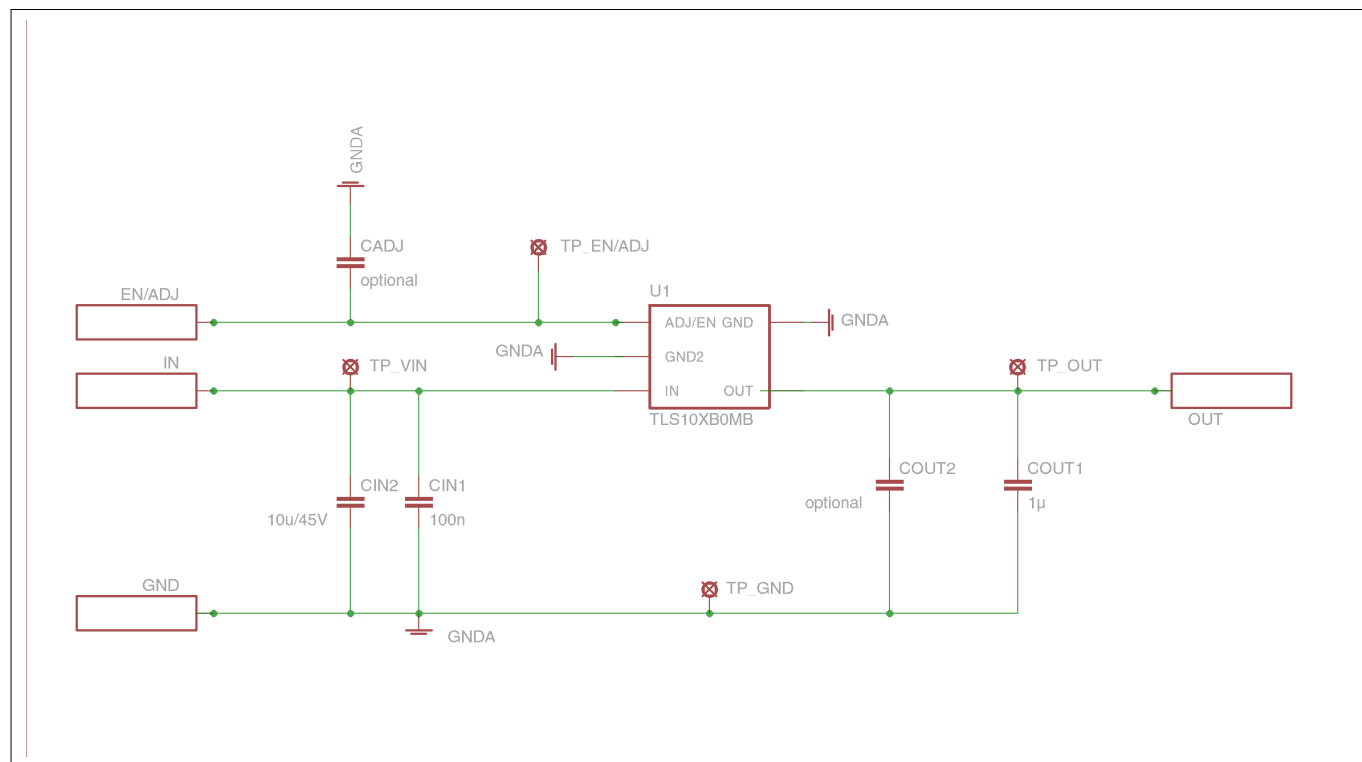 GNDA
CADJ
TP_EN/ADJ
optional
EN/ADJ
U1
ADJ/EN GND
GNDA
GNDA
GND2
IN
TP_VIN
TP_OUT
IN
OUT
TLS10XB0MB
OUT
COUT2
COUT1
CIN2
CIN1
optional
1µ
10u/45V
100n
GND
TP_GND
GNDA